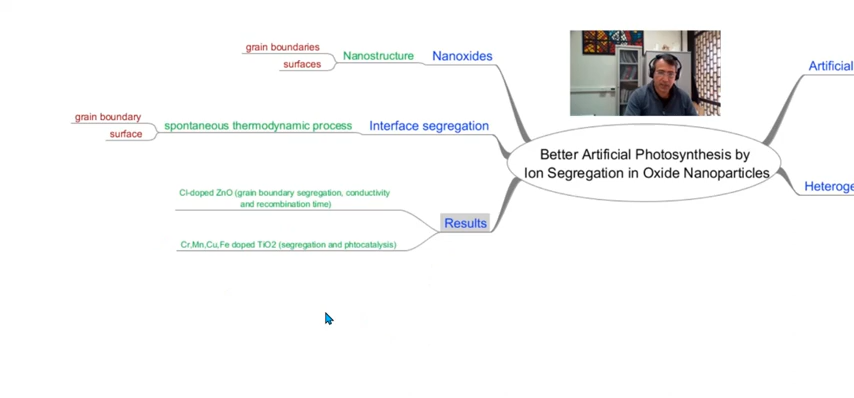 grain boundaries
surfaces
Nanostructure
Nanoxides
Artificial
grain boundary
surface
spontaneous thermodynamic process
Interface segregation
Better Artificial Photosynthesis by
Ion Segregation in Oxide Nanoparticles
Heteroge
Cl-doped ZnO (grain boundary segregation, conductivity
and recombination time)
Results
Cr,Mn,Cu,Fe doped TiO2 (segregation and phtocatalysis)